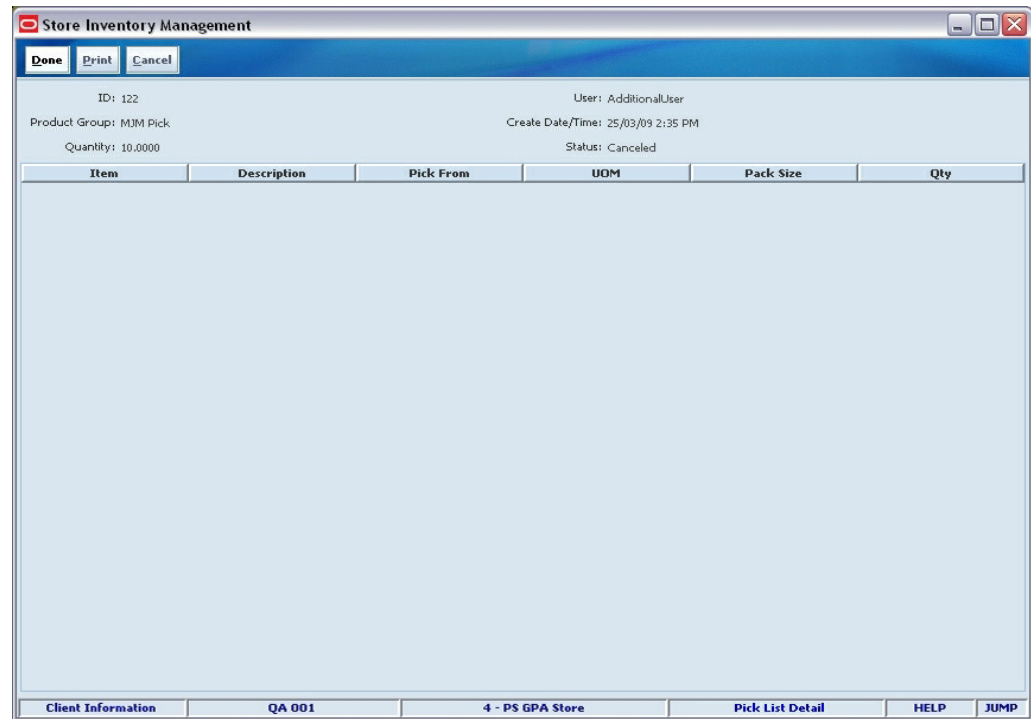 Store Inventory Management
Done Print Cancel
ID: 122 User: AdditionalUser
Product Group: MJM Pick Create Date/Time: 25/03/09 2:35 PM
Quantity: 10.0000 Status: Canceled
Item Description Pick From UOM Pack Size Qty
Client Information QA 001 4 - PS GPA Store Pick List Detail HELP JUMP